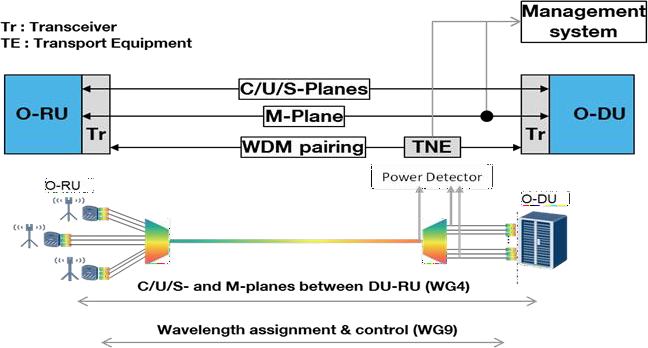 Management
system
Tr : Transceiver
TE : Transport Equipment
C/U/S-Planes
O-RU
M-Plane
O-DU
Tr
Tr
WDM pairing
TNE
Power Detector
O-RU
O-DU
C/U/S- and M-planes between DU-RU (WG4)
Wavelength assignment & control (WG9)